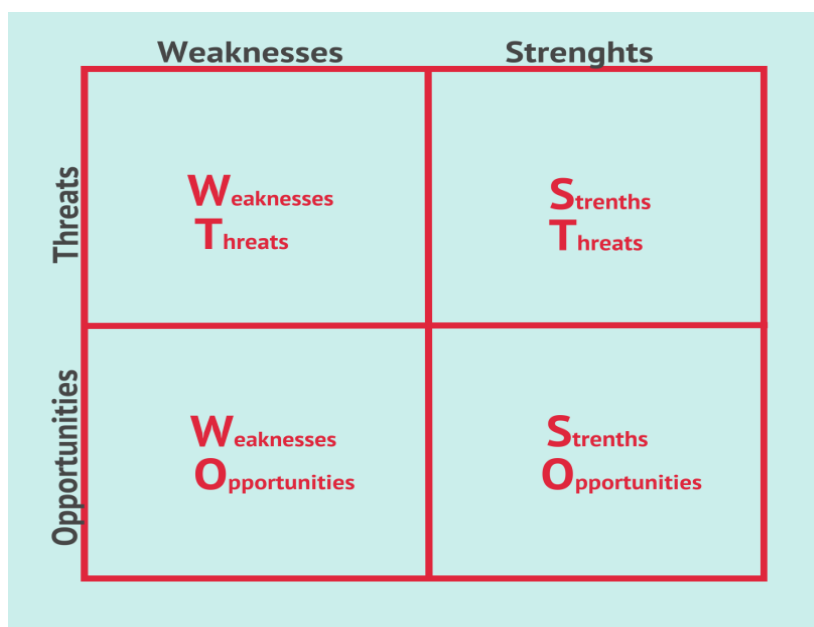 Weaknesses Strenghts
Threats
Weaknesses
Threats
Strenths
Threats
Opportunities
Weaknesses
Opportunities
Strenths
Opportunities